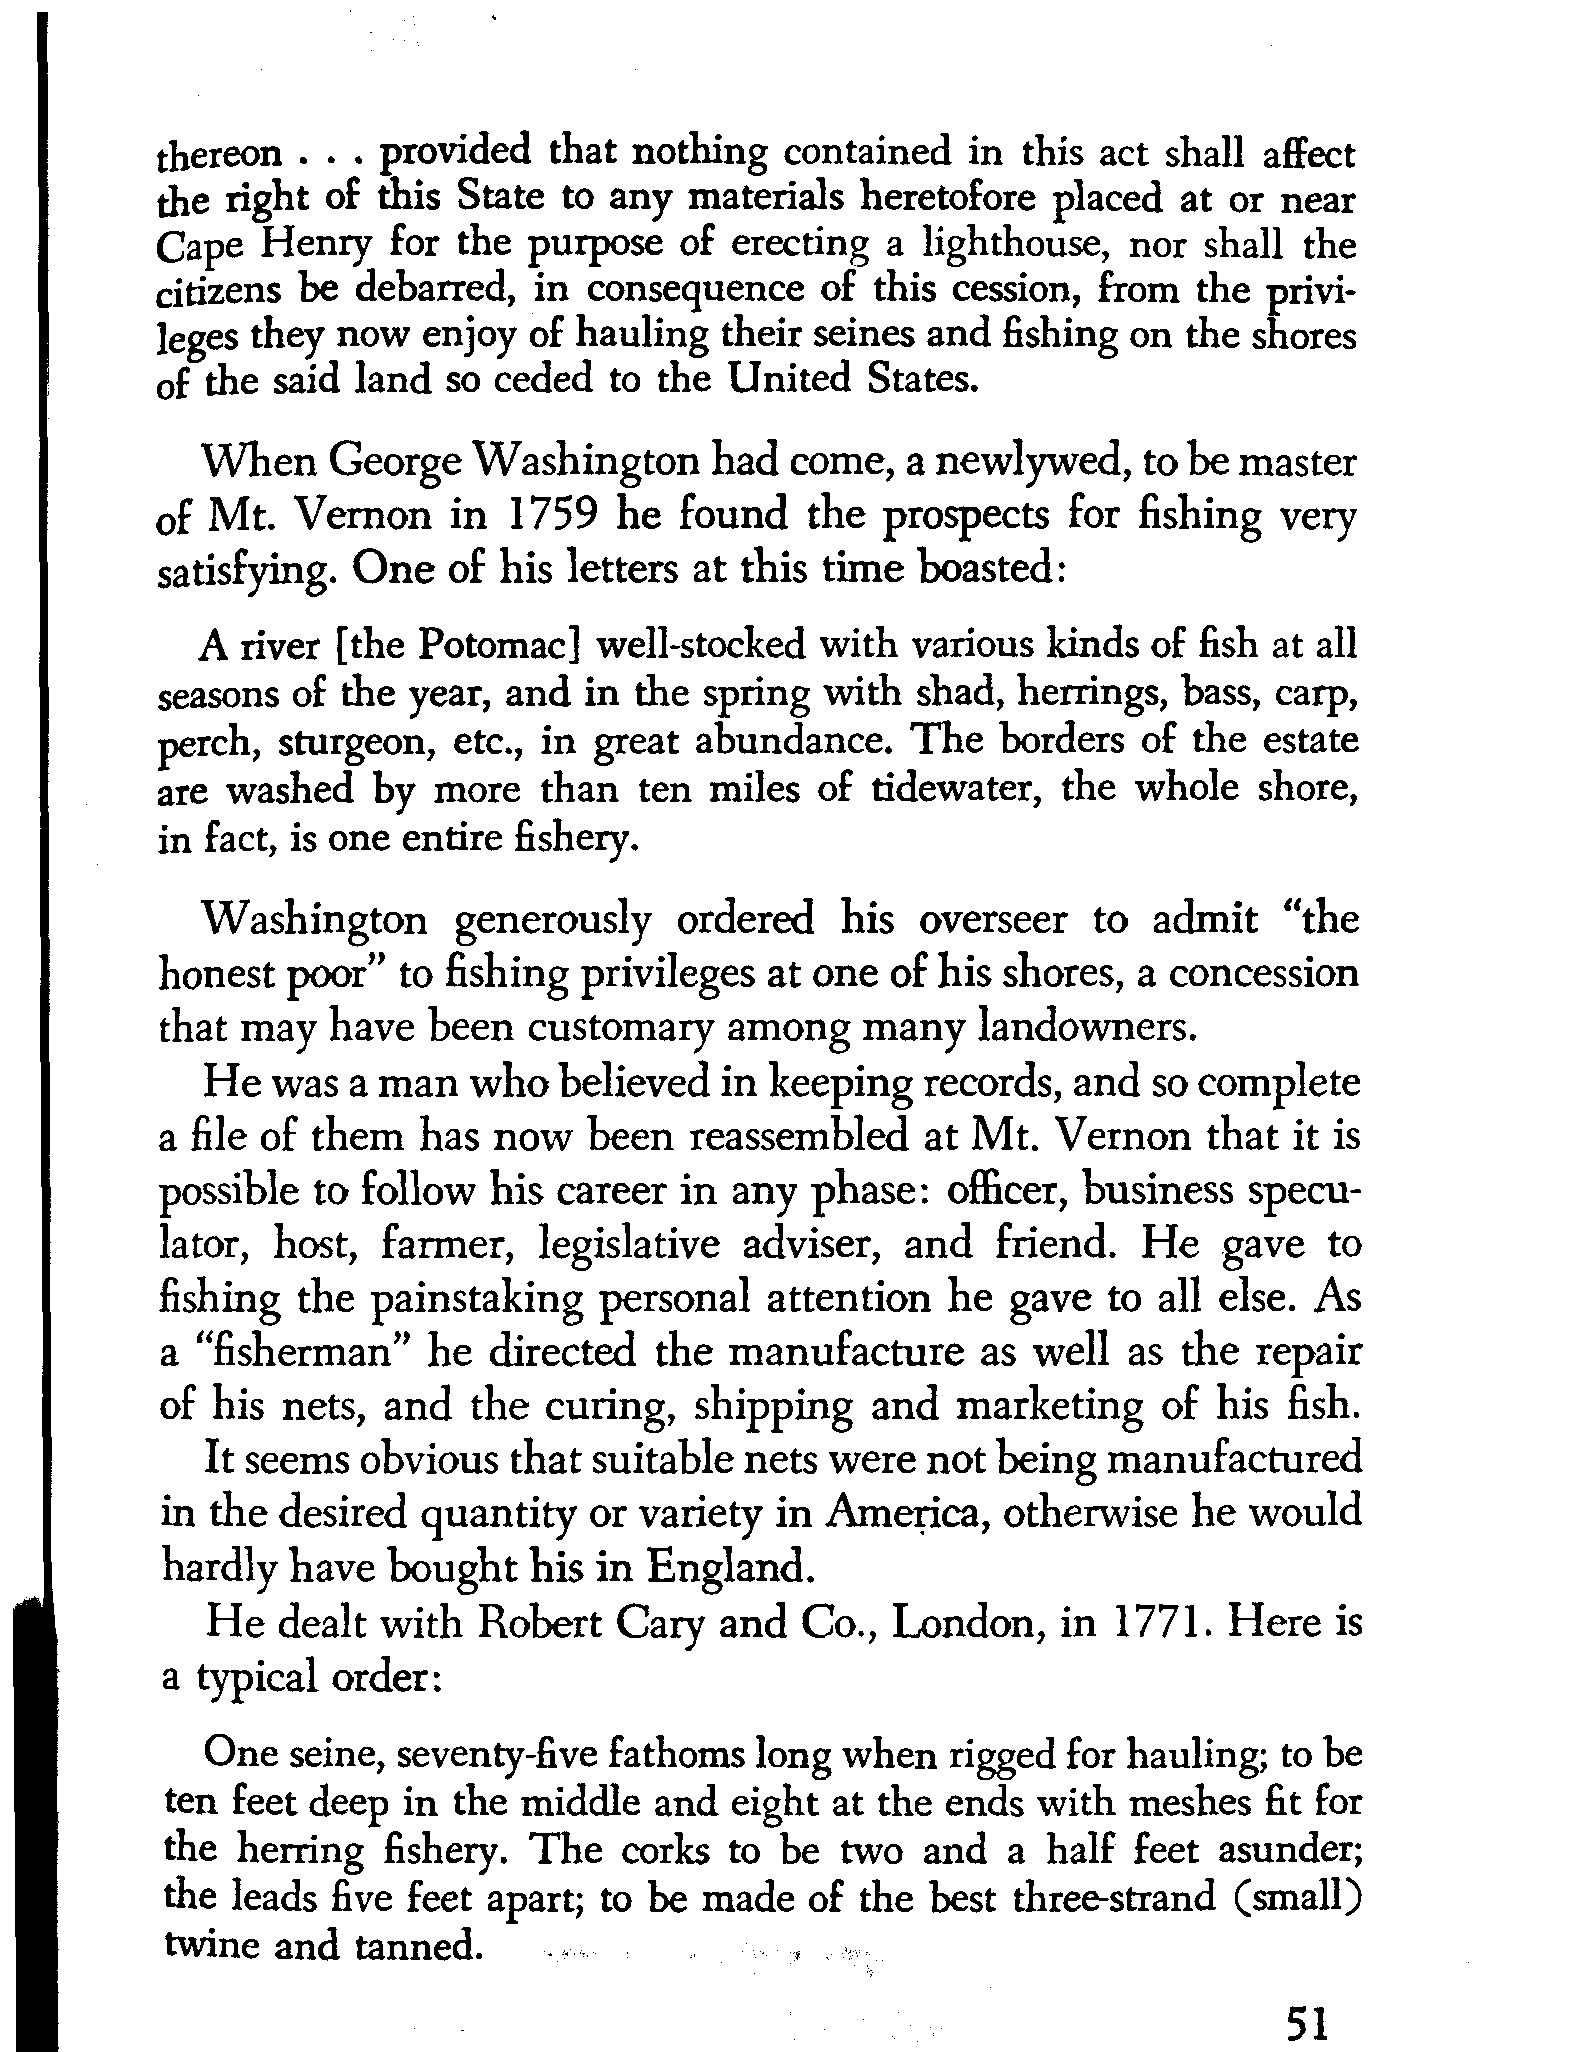 thereon . . . provided that nothing contained in this act shall affect
the right of this State to any materials heretofore placed at or near
Cape Henry for the purpose of erecting a lighthouse, nor shall the
citizens be debarred, in consequence of this cession, from the privi-
leges they now enjoy of hauling their seines and fishing on the shores
of the said land so ceded to the United States.
When George Washington had come, a newlywed, to be master
of Mt. Vernon in 1759 he found the prospects for fishing very
satisfying. One of his letters at this time boasted:
A river [the Potomac] well-stocked with various kinds of fish at all
seasons of the year, and in the spring with shad, herrings, bass, carp,
perch, sturgeon, etc., in great abundance. The borders of the estate
are washed by more than ten miles of tidewater, the whole shore,
in fact, is one entire fishery.
Washington generously ordered his overseer to admit “the
honest poor” to fishing privileges at one of his shores, a concession
that may have been customary among many landowners.
He was a man who believed in keeping records, and so complete
a file of them has now been reassembled at Mt. Vernon that it is
possible to follow his career in any phase: officer, business specu-
lator, host, farmer, legislative adviser, and friend. He gave to
fishing the painstaking personal attention he gave to all else. As
a “fisherman” he directed the manufacture as well as the repair
of his nets, and the curing, shipping and marketing of his fish.
It seems obvious that suitable nets were not being manufactured
in the desired quantity or variety in America, otherwise he would
hardly have bought his in England.
He dealt with Robert Cary and Co., London, in 1771. Here is
a typical order:
One seine, seventy-five fathoms long when rigged for hauling; to be
ten feet deep in the middle and eight at the ends with meshes fit for
the herring fishery. The corks to be two and a half feet asunder;
the leads five feet apart; to be made of the best three-strand (small)
twine and tanned.
51